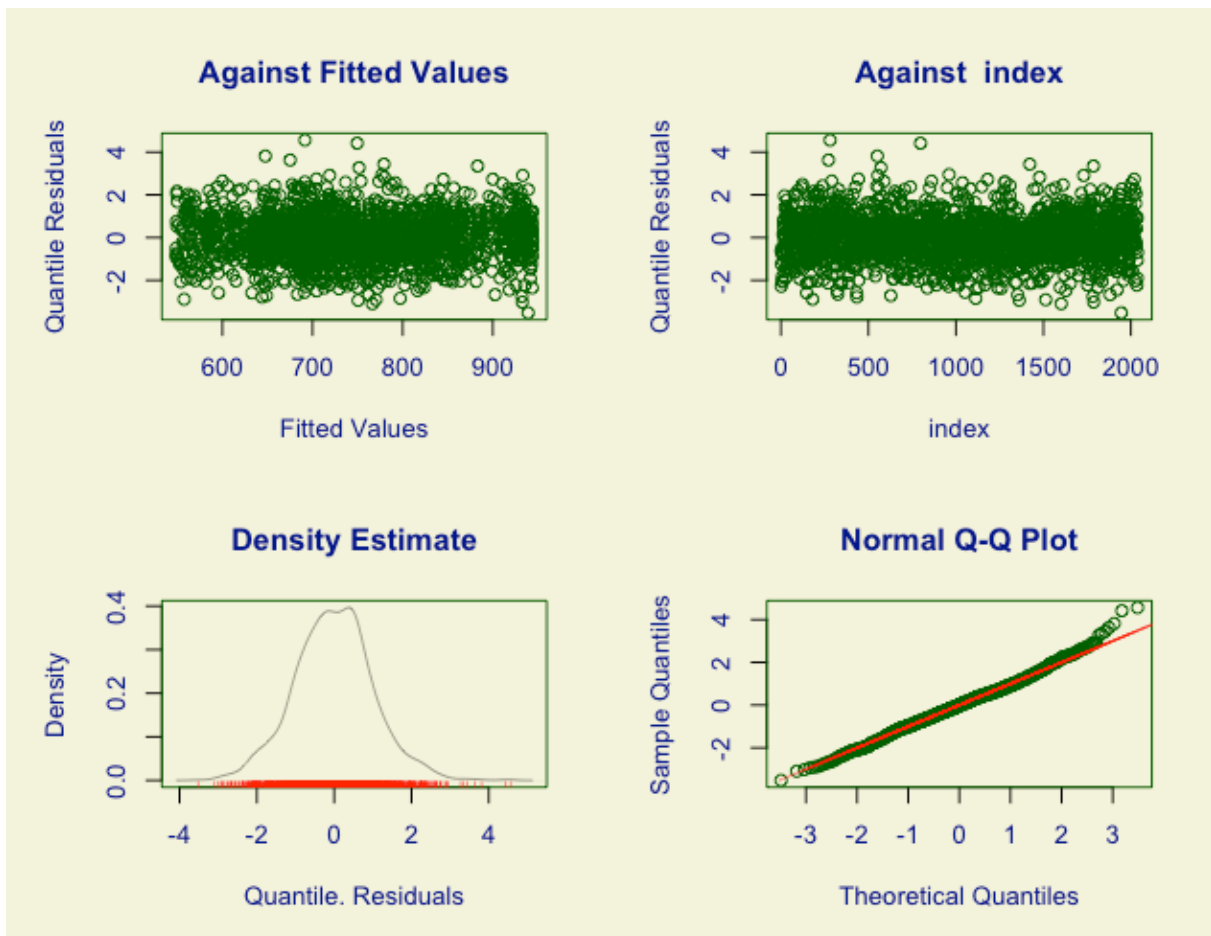 Against Fitted Values
Quantile Residuals
-2 0 2 4
600 700 800 900
Fitted Values
Against  index
Quantile Residuals
-2 0 2 4
0 500 1000 1500 2000
index
Density Estimate
Density
0.0 0.2 0.4
-4 -2 0 2 4
Quantile. Residuals
Normal Q-Q Plot
Sample Quantiles
-2 0 2 4
-3 -2 -1 0 1 2 3
Theoretical Quantiles